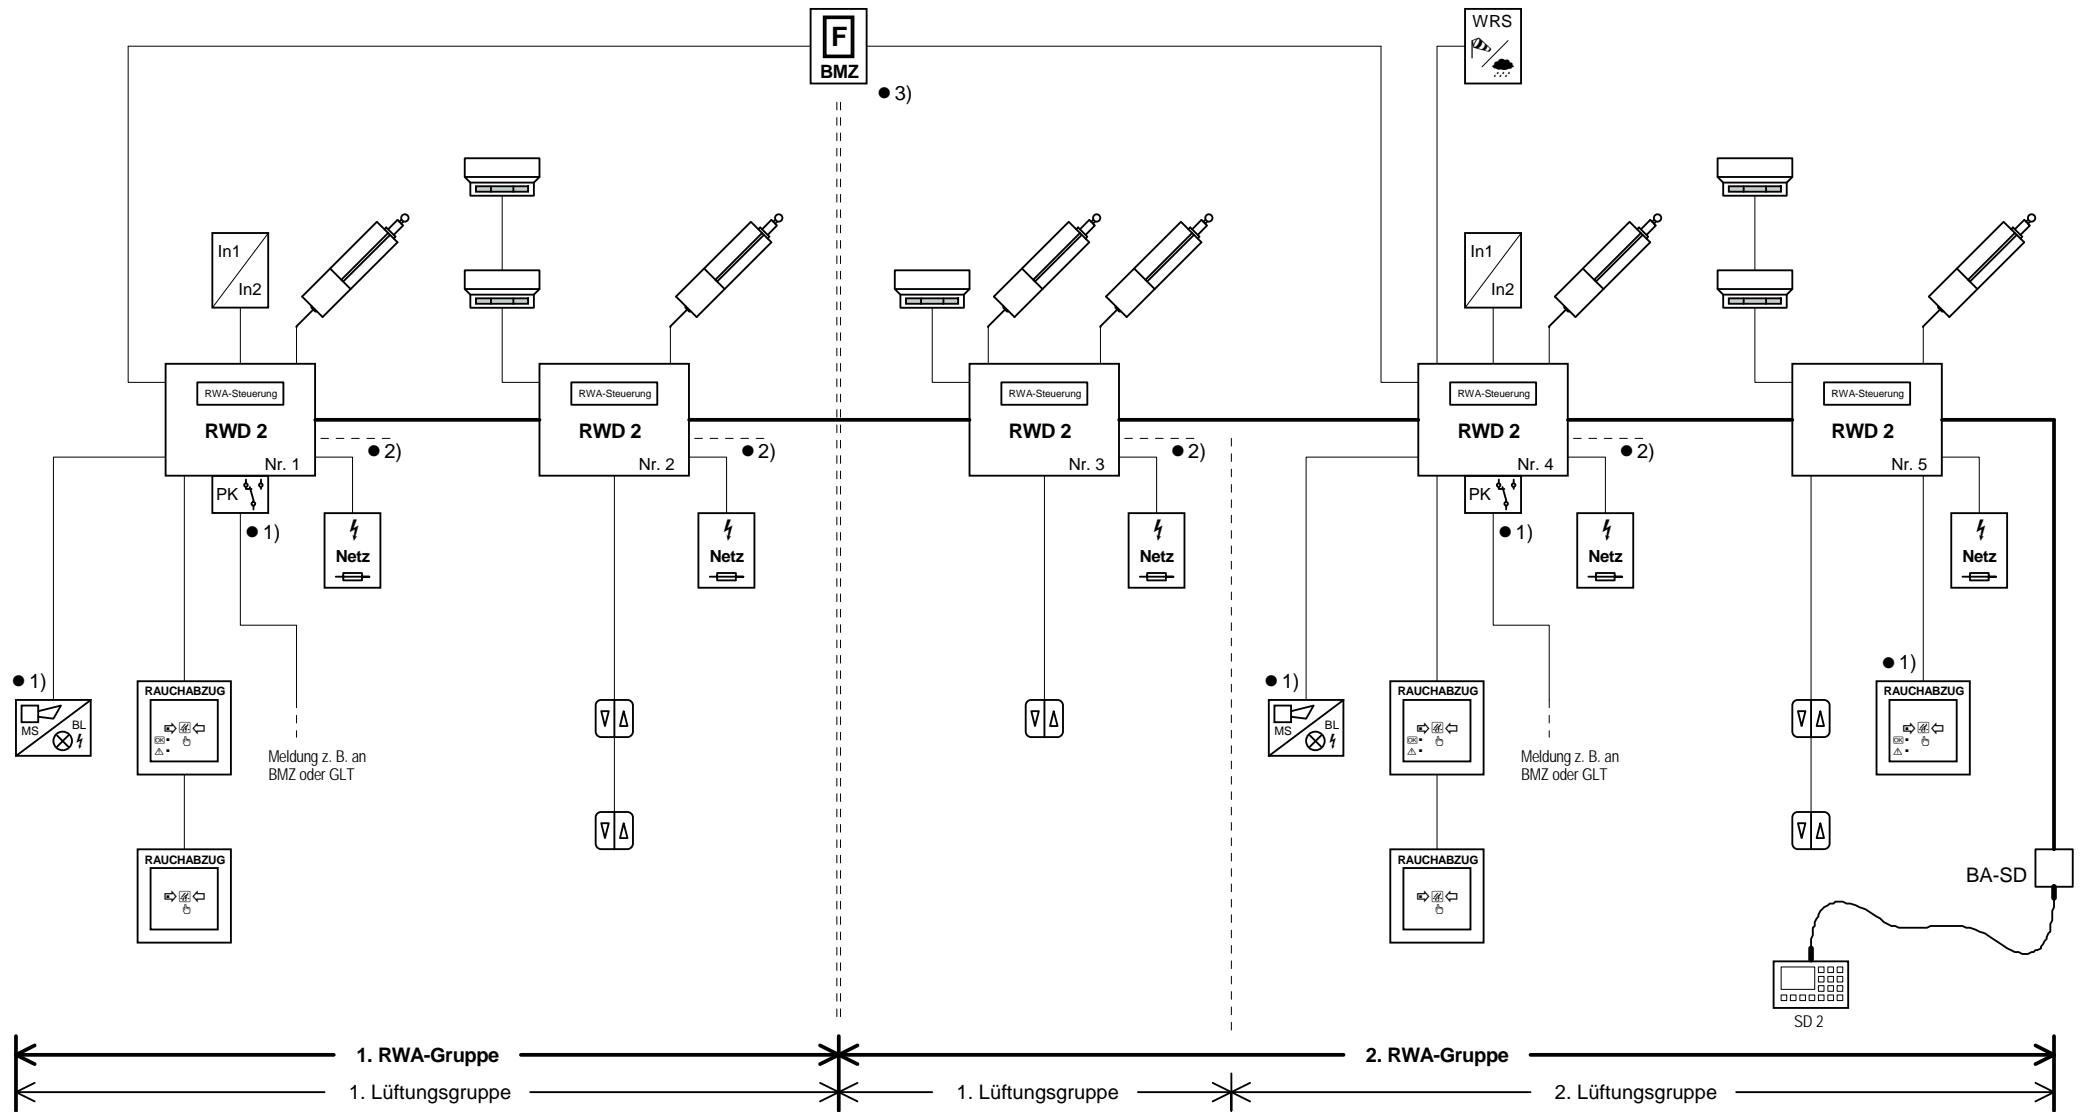 F
BMZ
● 3)
WRS
In1
In2
In1
In2
RWA-Steuerung
RWD 2
Nr. 1
● 2)
RWA-Steuerung
RWD 2
Nr. 2
● 2)
RWA-Steuerung
RWD 2
Nr. 3
● 2)
RWA-Steuerung
RWD 2
Nr. 4
● 2)
RWA-Steuerung
RWD 2
Nr. 5
PK
● 1)
Netz
Netz
Netz
PK
● 1)
Netz
Netz
● 1)
MS
BL
RAUCHABZUG
OK
Meldung z. B. an
BMZ oder GLT
● 1)
MS
BL
RAUCHABZUG
OK
Meldung z. B. an
BMZ oder GLT
● 1)
RAUCHABZUG
OK
RAUCHABZUG
RAUCHABZUG
BA-SD
SD 2
1. RWA-Gruppe
2. RWA-Gruppe
1. Lüftungsgruppe
1. Lüftungsgruppe
2. Lüftungsgruppe